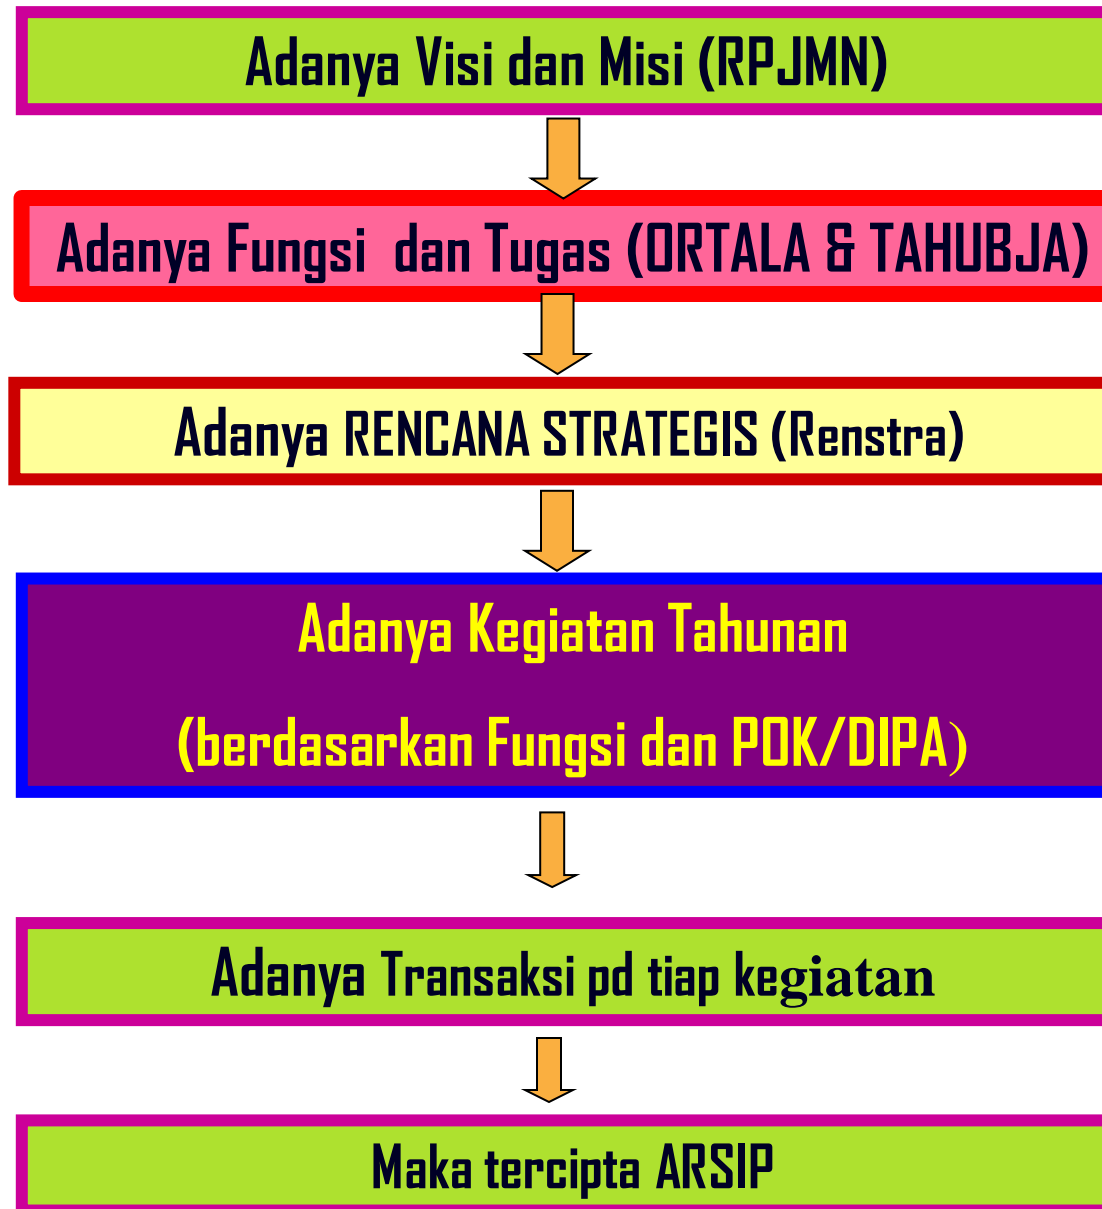 Adanya Visi dan Misi (RPJMN)
Adanya Fungsi dan Tugas (ORTALA & TAHUBJA)
Adanya RENCANA STRATEGIS (Renstra)
Adanya Kegiatan Tahunan
(berdasarkan Fungsi dan POK/DIPA)
Adanya Transaksi pd tiap kegiatan
Maka tercipta ARSIP